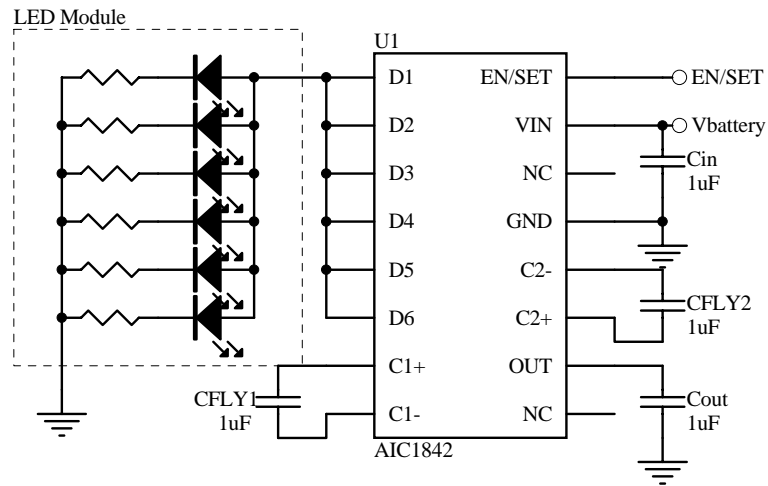 LED Module
U1
D1
EN/SET
EN/SET
D2
VIN
Vbattery
D3
NC
Cin
1uF
D4
GND
D5
C2-
D6
C2+
CFLY2
1uF
C1+
OUT
CFLY1
1uF
C1-
NC
Cout
1uF
AIC1842